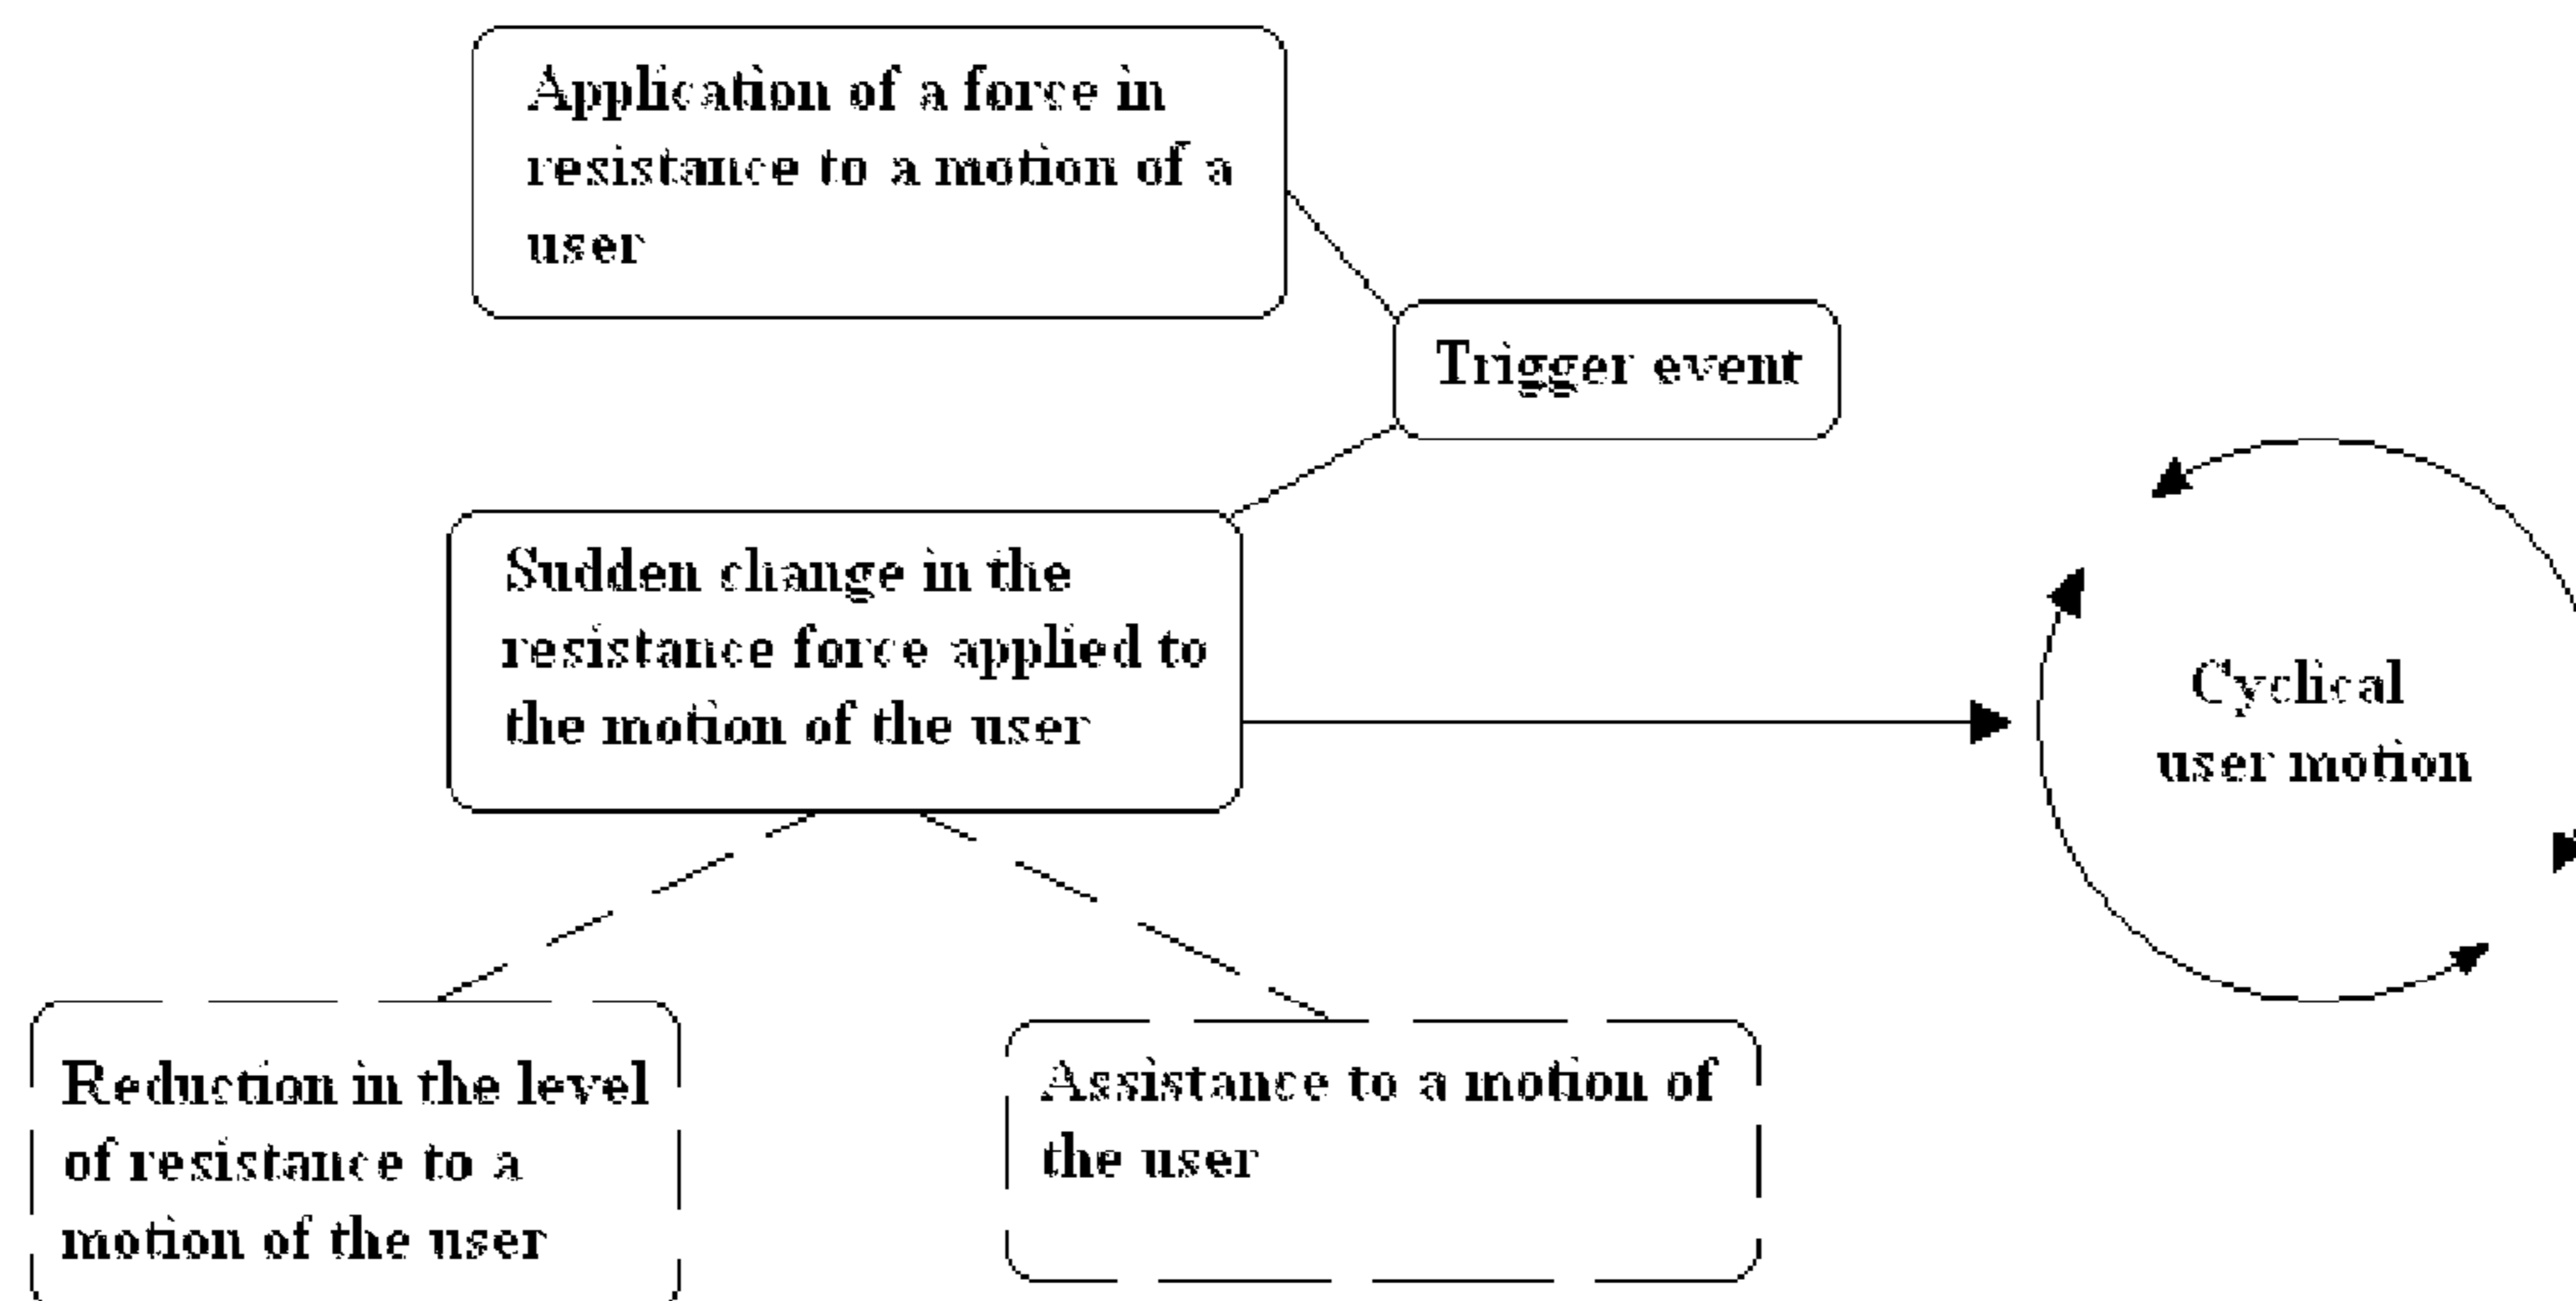 Application of a force in
resistance to a motion of a
user
Trigger event
Sudden change in the
resistance force applied to
the motion of the user
Cyclical
user motion
Reduction in the level
of resistance to a
motion of the user
Assistance to a motion of
the user